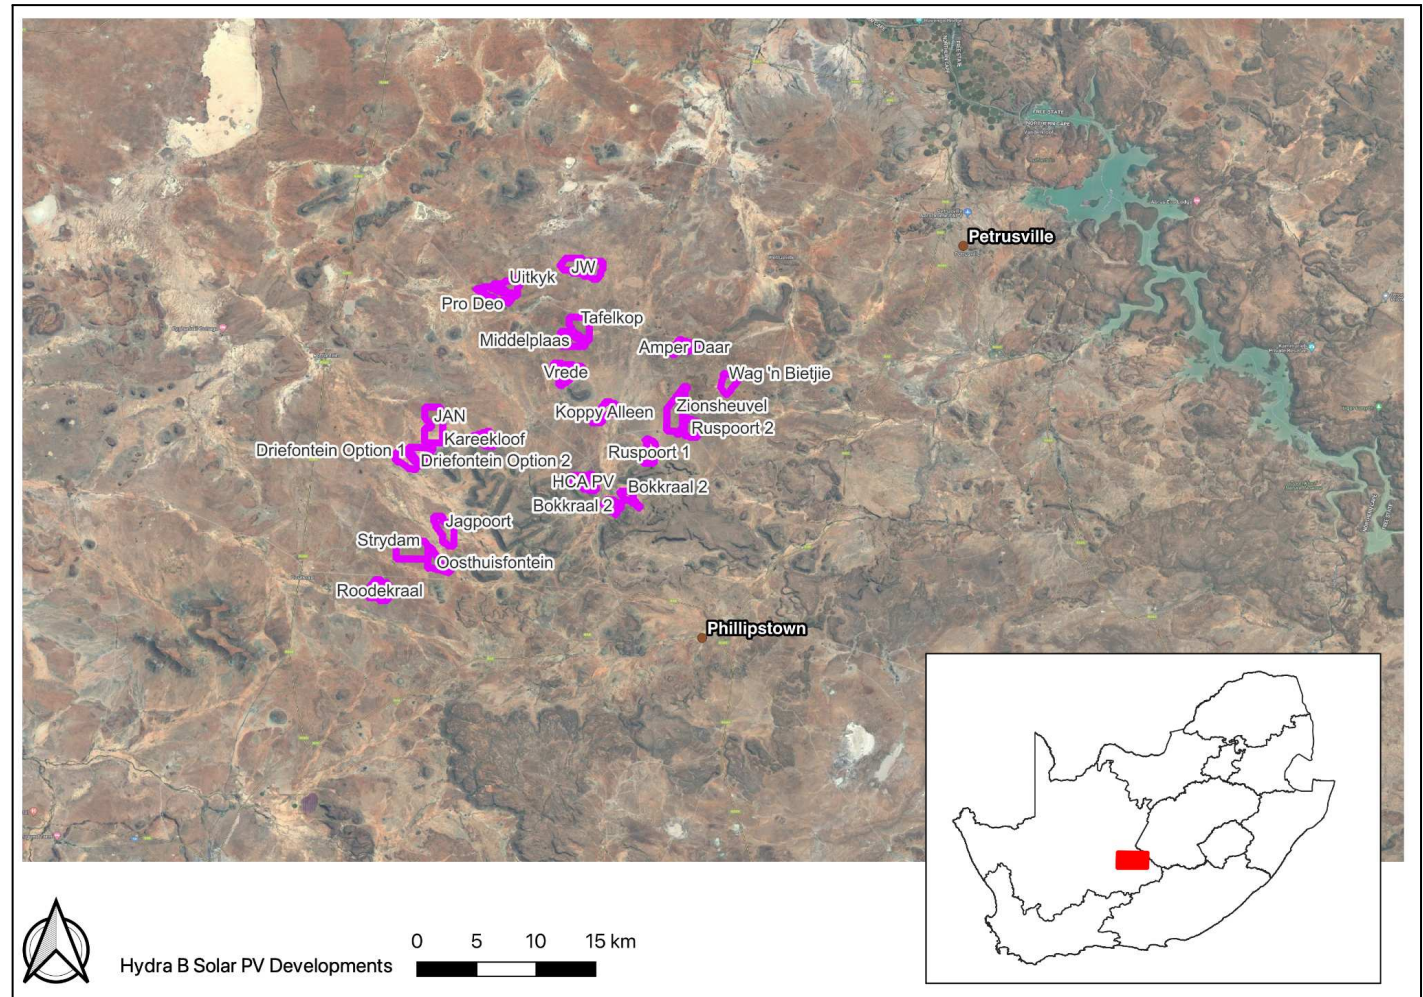 FREE STATE
Petrusville
JW
Uitkyk
Pro Deo
Tafelkop
Middelplaas
Amper Daar
Vrede
Wag 'n Bietjie
Koppy Alleen
Zionsheuvel
JAN
Ruspoort 2
Kareekloof
Driefontein Option 1
Driefontein Option 2
Ruspoort 1
HCA PV
Bokkraal 2
Bokkraal 2
Jagpoort
Strydam
Oosthuisfontein
Roodekraal
Phillipstown
0 5 10 15 km
Hydra B Solar PV Developments